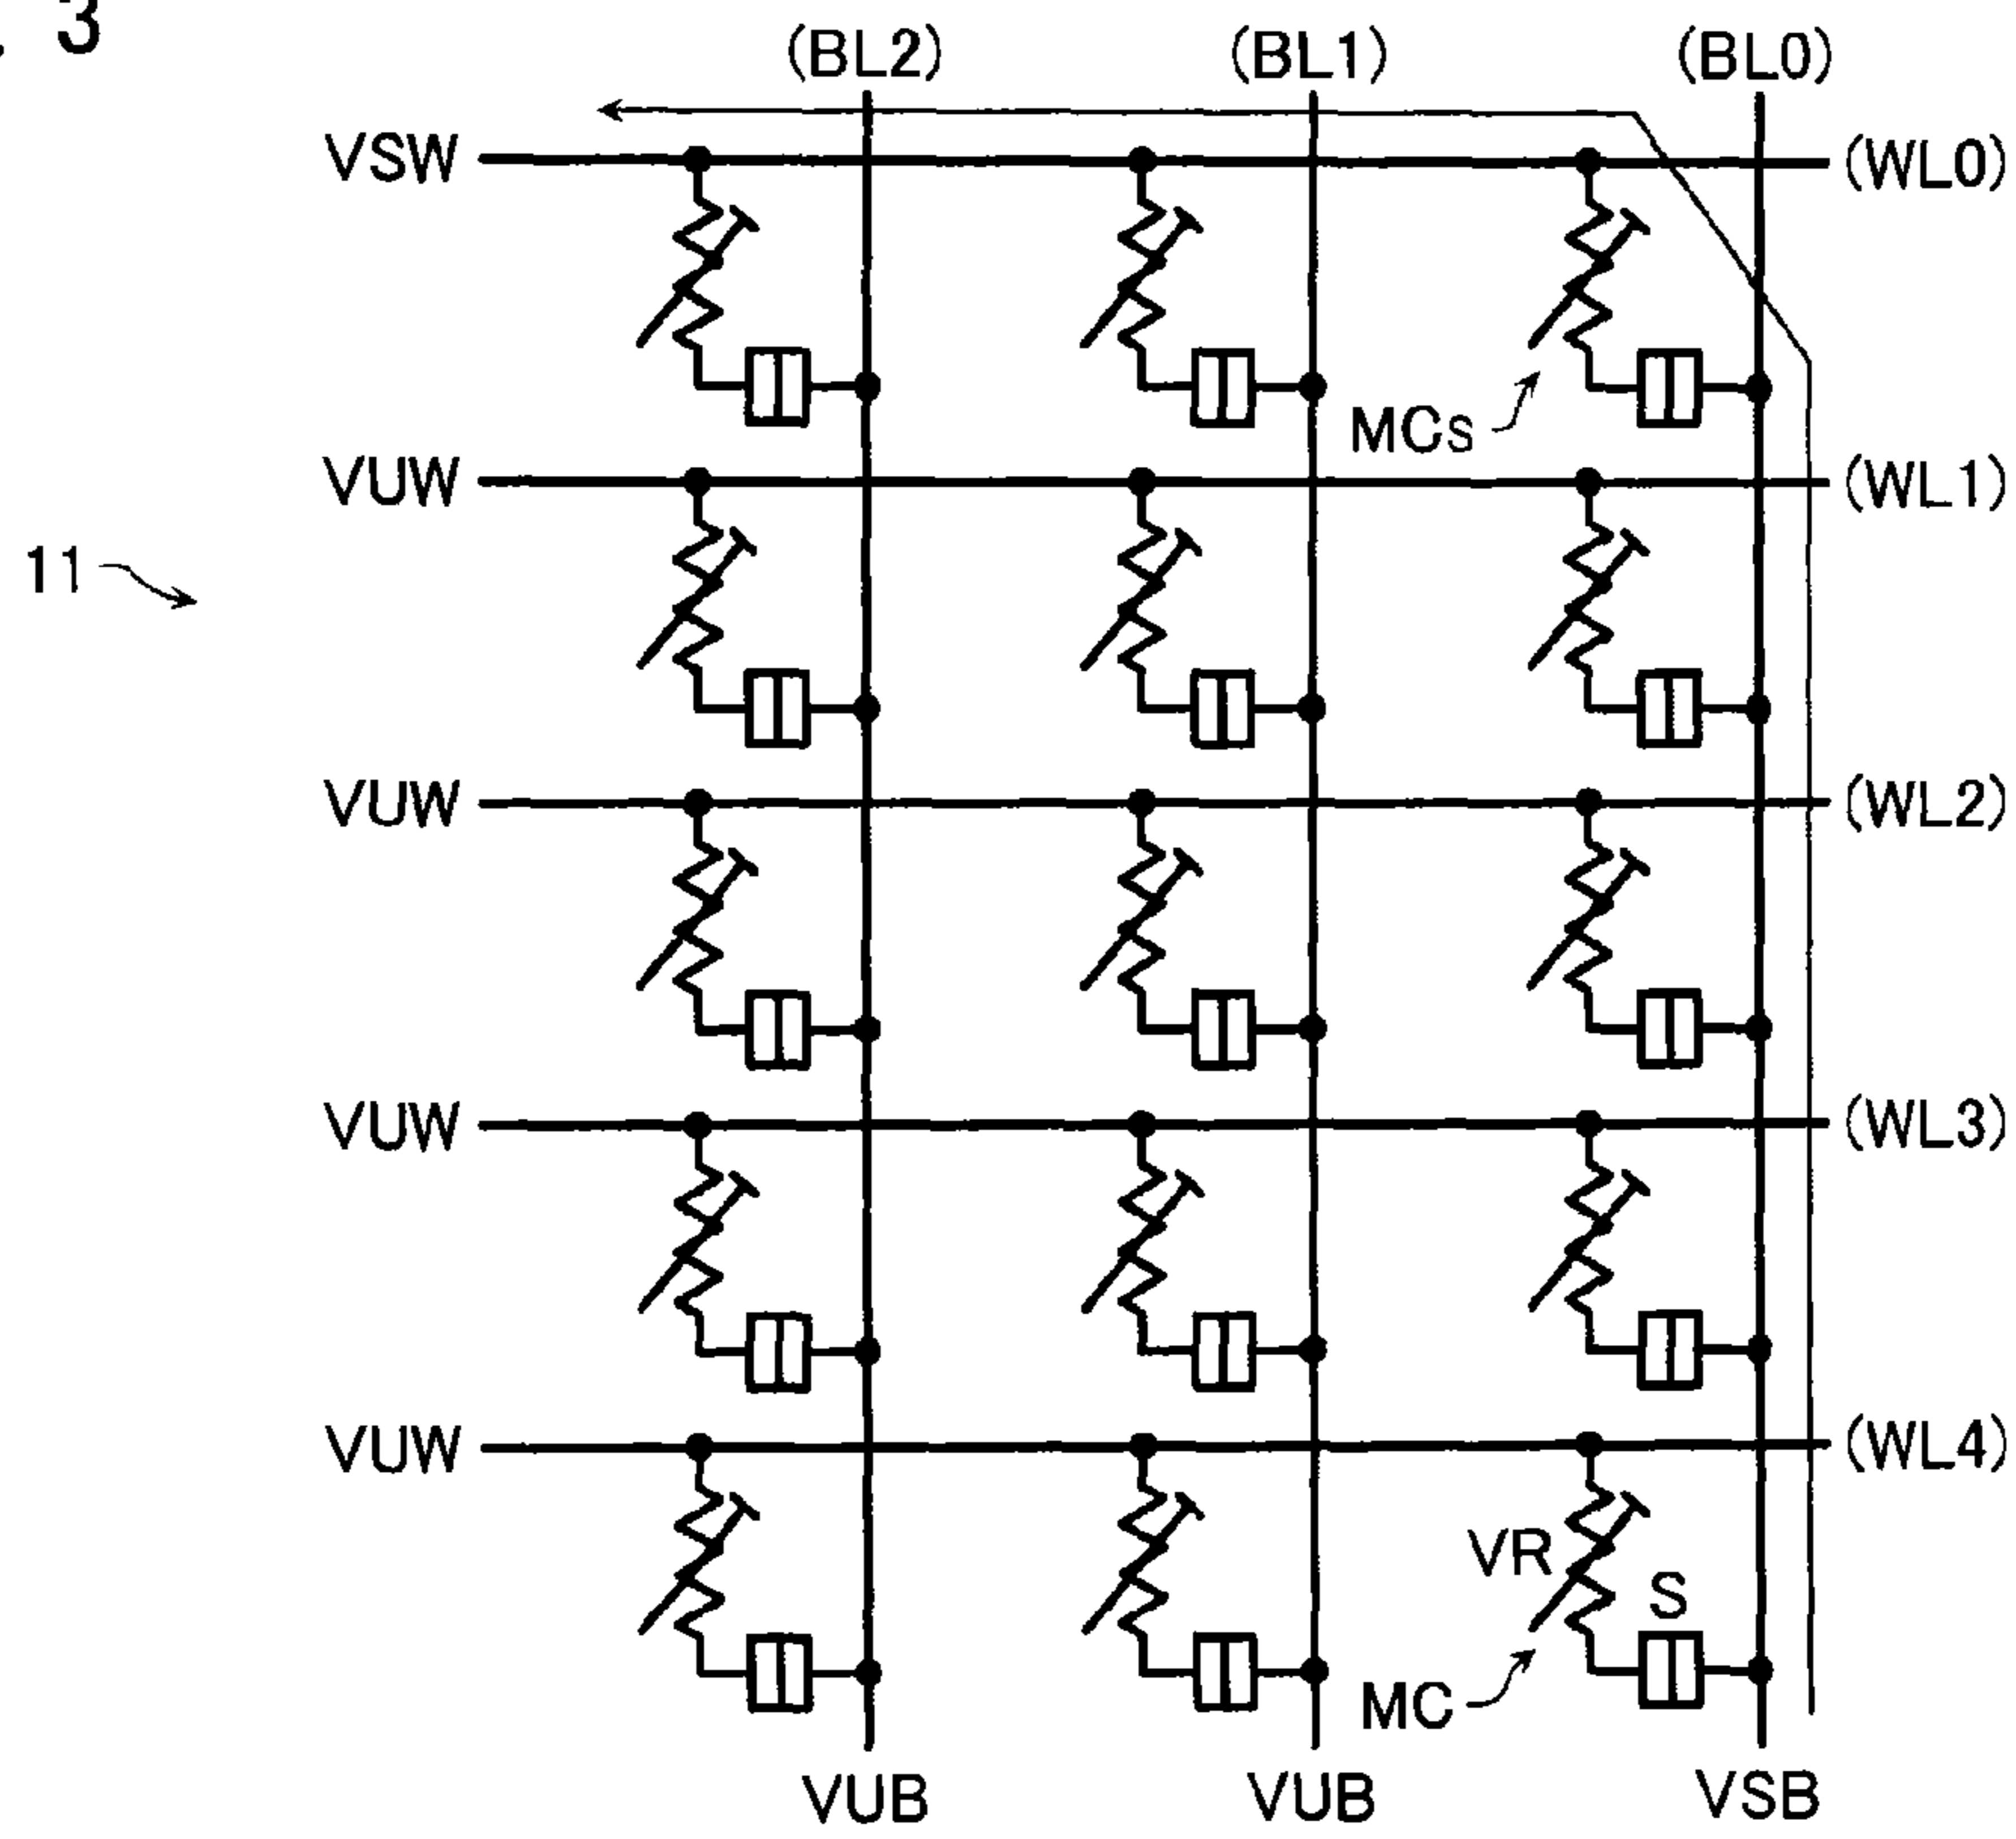 . 3
(BL2) (BL1) (BL0)
VSW (WL0)
MCs
VUW (WL1)
11
VUW (WL2)
VUW (WL3)
VUW (WL4)
VR
S
MC
VUB VUB VSB